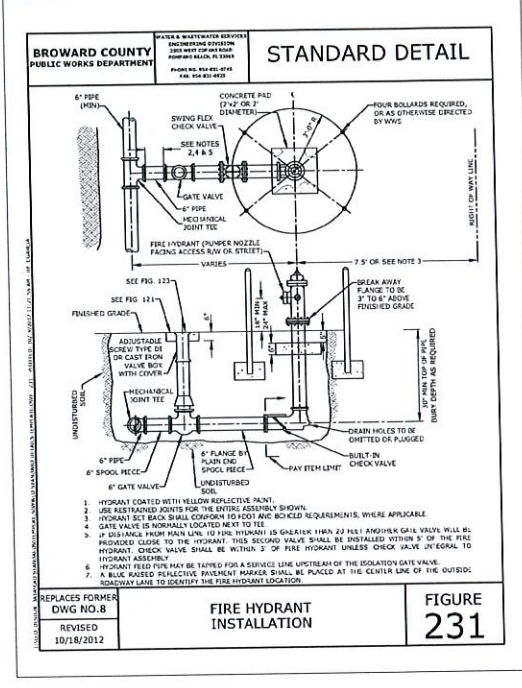 BROWARD COUNTY
PUBLIC WORKS DEPARTMENT
WATER & WASTEWATER SERVICES
ENGINEERING DIVISION
2555 WEST COPANS ROAD
POMPANO BEACH, FL 33069
PHONE NO. 954-831-0745
FAX. 954-831-0925
STANDARD DETAIL
6" PIPE
(MIN)
SWING FLEX
CHECK VALVE
SEE NOTES
2,4 & 5
CONCRETE PAD
(2'x2' OR 2'
DIAMETER)
3'-0" R
FOUR BOLLARDS REQUIRED,
OR AS OTHERWISE DIRECTED
BY WWS
RIGHT OF WAY LINE
GATE VALVE
6" PIPE
MECHANICAL
JOINT TEE
FIRE HYDRANT (PUMPER NOZZLE
FACING ACCESS R/W OR STREET)
VARIES
7.5' OR SEE NOTE 3
SEE FIG. 123
SEE FIG. 121
FINISHED GRADE
6"
18" MIN
24" MAX
6"
6"
BREAK AWAY
FLANGE TO BE
3" TO 6" ABOVE
FINISHED GRADE
ADJUSTABLE
SCREW TYPE DI
OR CAST IRON
VALVE BOX
WITH COVER
30" MIN TOP OF PIPE
BURY DEPTH AS REQUIRED
UNDISTURBED
SOIL
MECHANICAL
JOINT TEE
6" PIPE
6" SPOOL PIECE
6" GATE VALVE
6" FLANGE BY
PLAIN END
SPOOL PIECE
UNDISTURBED
SOIL
PAY ITEM LIMIT
BUILT-IN
CHECK VALVE
DRAIN HOLES TO BE
OMITTED OR PLUGGED
1. HYDRANT COATED WITH YELLOW REFLECTIVE PAINT.
2. USE RESTRAINED JOINTS FOR THE ENTIRE ASSEMBLY SHOWN.
3. HYDRANT SET BACK SHALL CONFORM TO FDOT AND BCHCED REQUIREMENTS, WHERE APPLICABLE.
4. GATE VALVE IS NORMALLY LOCATED NEXT TO TEE.
5. IF DISTANCE FROM MAIN LINE TO FIRE HYDRANT IS GREATER THAN 20 FEET ANOTHER GATE VALVE WILL BE
PROVIDED CLOSE TO THE HYDRANT. THIS SECOND VALVE SHALL BE INSTALLED WITHIN 5' OF THE FIRE
HYDRANT. CHECK VALVE SHALL BE WITHIN 3' OF FIRE HYDRANT UNLESS CHECK VALVE INTEGRAL TO
HYDRANT ASSEMBLY
6. HYDRANT FEED PIPE MAY BE TAPPED FOR A SERVICE LINE UPSTREAM OF THE ISOLATION GATE VALVE.
7. A BLUE RAISED REFLECTIVE PAVEMENT MARKER SHALL BE PLACED AT THE CENTER LINE OF THE OUTSIDE
ROADWAY LANE TO IDENTIFY THE FIRE HYDRANT LOCATION.
REPLACES FORMER
DWG NO.8
REVISED
10/18/2012
FIRE HYDRANT
INSTALLATION
FIGURE
231